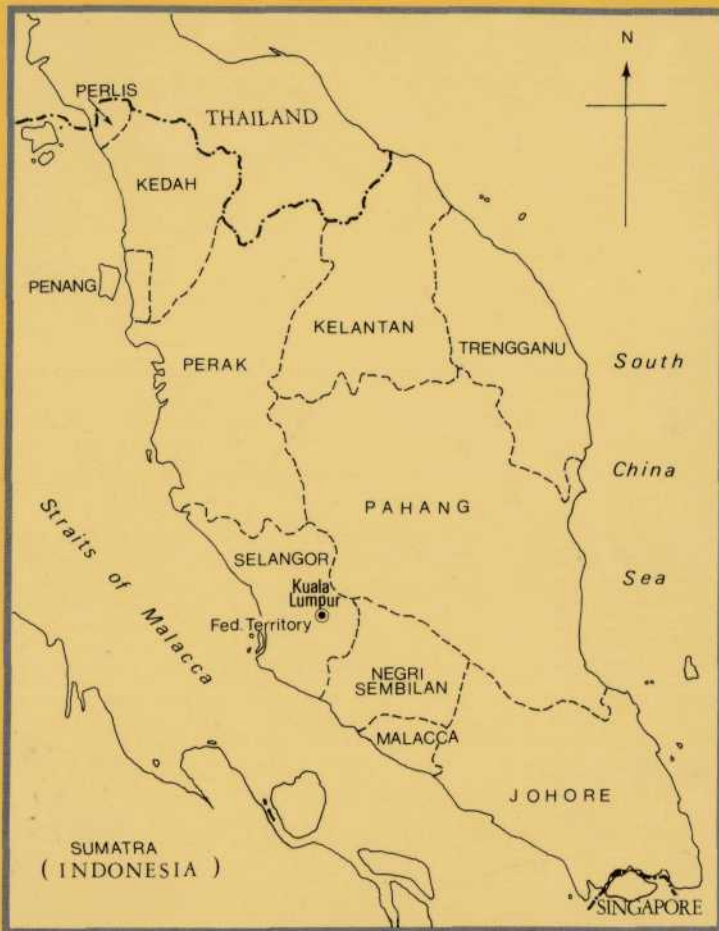 N
PERLIS
THAILAND
KEDAH
PENANG
KELANTAN
TRENGGANU
PERAK
South
China
Sea
PAHANG
Straits of Malacca
SELANGOR
Kuala
Lumpur
Fed. Territory
NEGRI
SEMBILAN
MALACCA
JOHORE
SUMATRA
( INDONESIA )
SINGAPORE